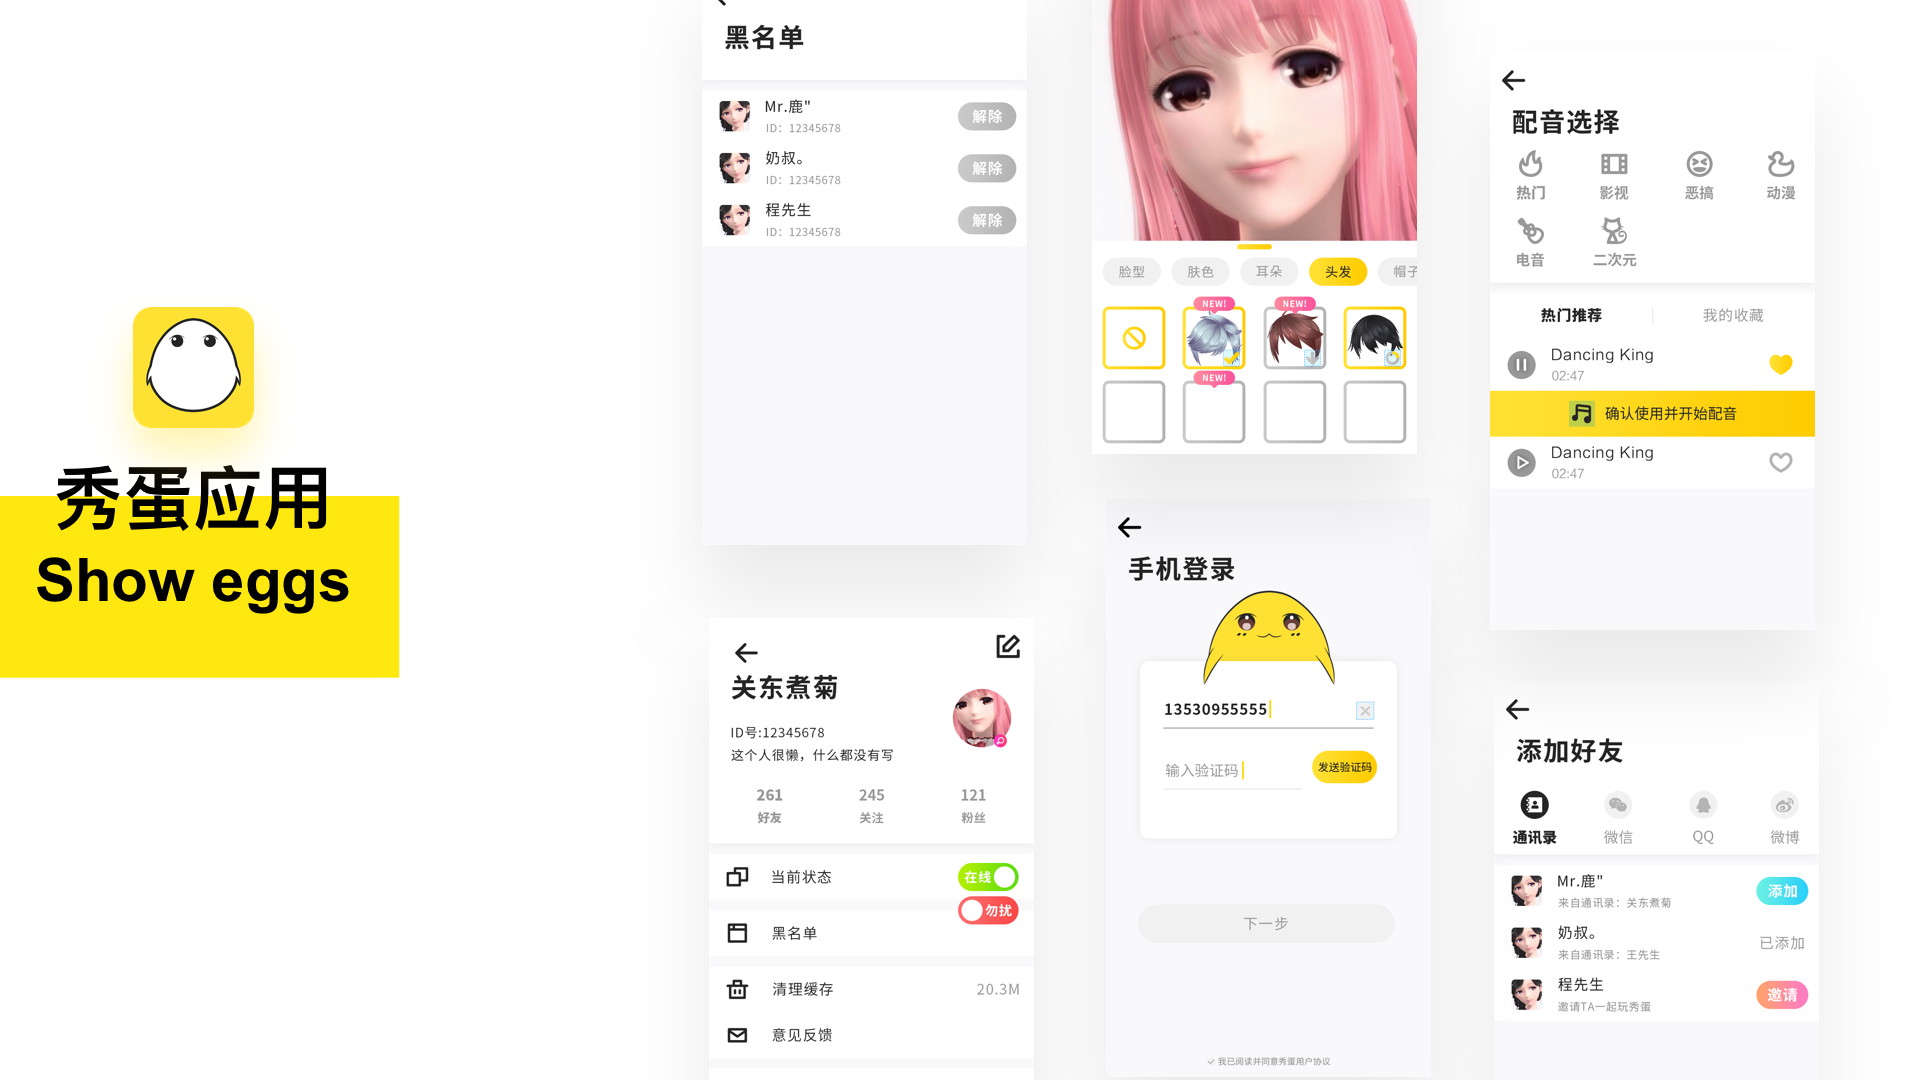 秀蛋应用
Show eggs
黑名单
Mr.鹿"
ID：12345678
解除
奶叔。
ID：12345678
解除
程先生
ID：12345678
解除
关东煮菊
ID号:12345678
这个人很懒，什么都没有写
261
245
121
好友
关注
粉丝
当前状态
在线
勿扰
黑名单
清理缓存
20.3M
意见反馈
脸型
肤色
耳朵
头发
帽子
NEW!
NEW!
NEW!
手机登录
13530955555
输入验证码
发送验证码
下一步
我已阅读并同意秀蛋用户协议
配音选择
热门
影视
恶搞
动漫
电音
二次元
热门推荐
我的收藏
Dancing King
02:47
确认使用并开始配音
Dancing King
02:47
添加好友
通讯录
微信
QQ
微博
Mr.鹿"
来自通讯录：关东煮菊
添加
奶叔。
来自通讯录：王先生
已添加
程先生
邀请TA一起玩秀蛋
邀请